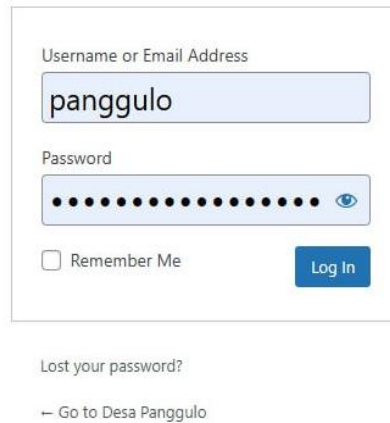 Username or Email Address
panggulo
Password
•••••••••••••••••
Remember Me
Log In
Lost your password?
← Go to Desa Panggulo